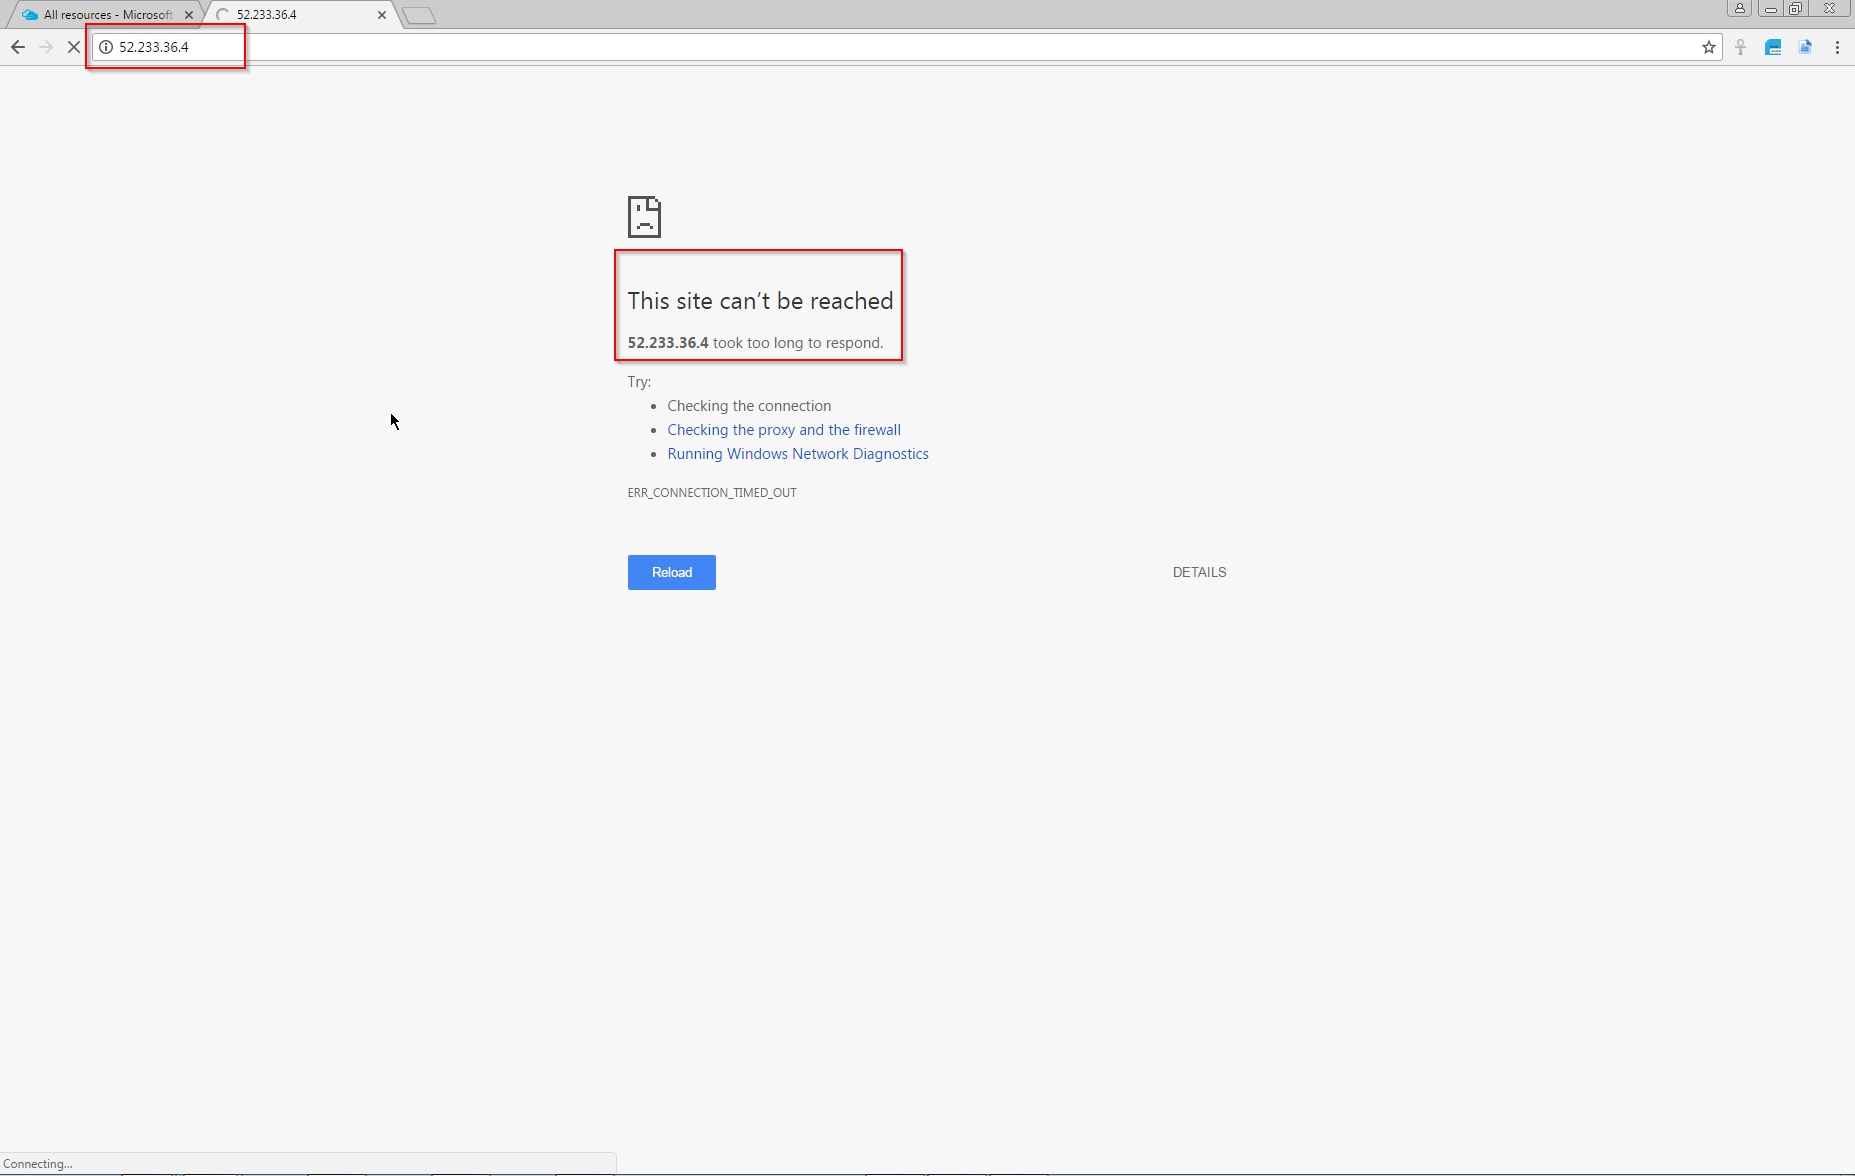 All resources - Microsoft
52.233.36.4
52.233.36.4
This site can't be reached
52.233.36.4 took too long to respond.
Try:
Checking the connection
Checking the proxy and the firewall
Running Windows Network Diagnostics
ERR_CONNECTION_TIMED_OUT
Reload
DETAILS
Connecting...